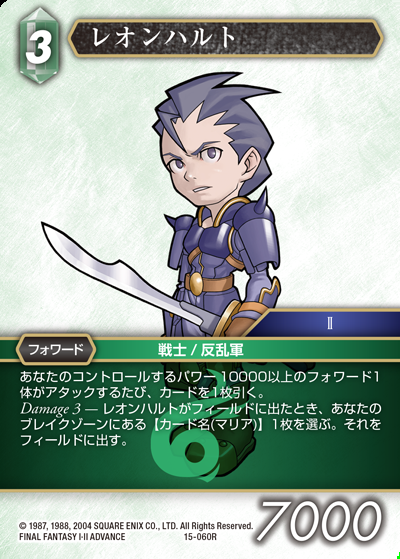 3
レオンハルト
Ⅱ
フォワード
戦士 / 反乱軍
あなたのコントロールするパワー 10000以上のフォワード1
体がアタックするたび、カードを1枚引く。
Damage 3 ― レオンハルトがフィールドに出たとき、あなたの
ブレイクゾーンにある【カード名(マリア)】1枚を選ぶ。それを
フィールドに出す。
© 1987, 1988, 2004 SQUARE ENIX CO., LTD. All Rights Reserved.
FINAL FANTASY I•II ADVANCE
15-060R
7000